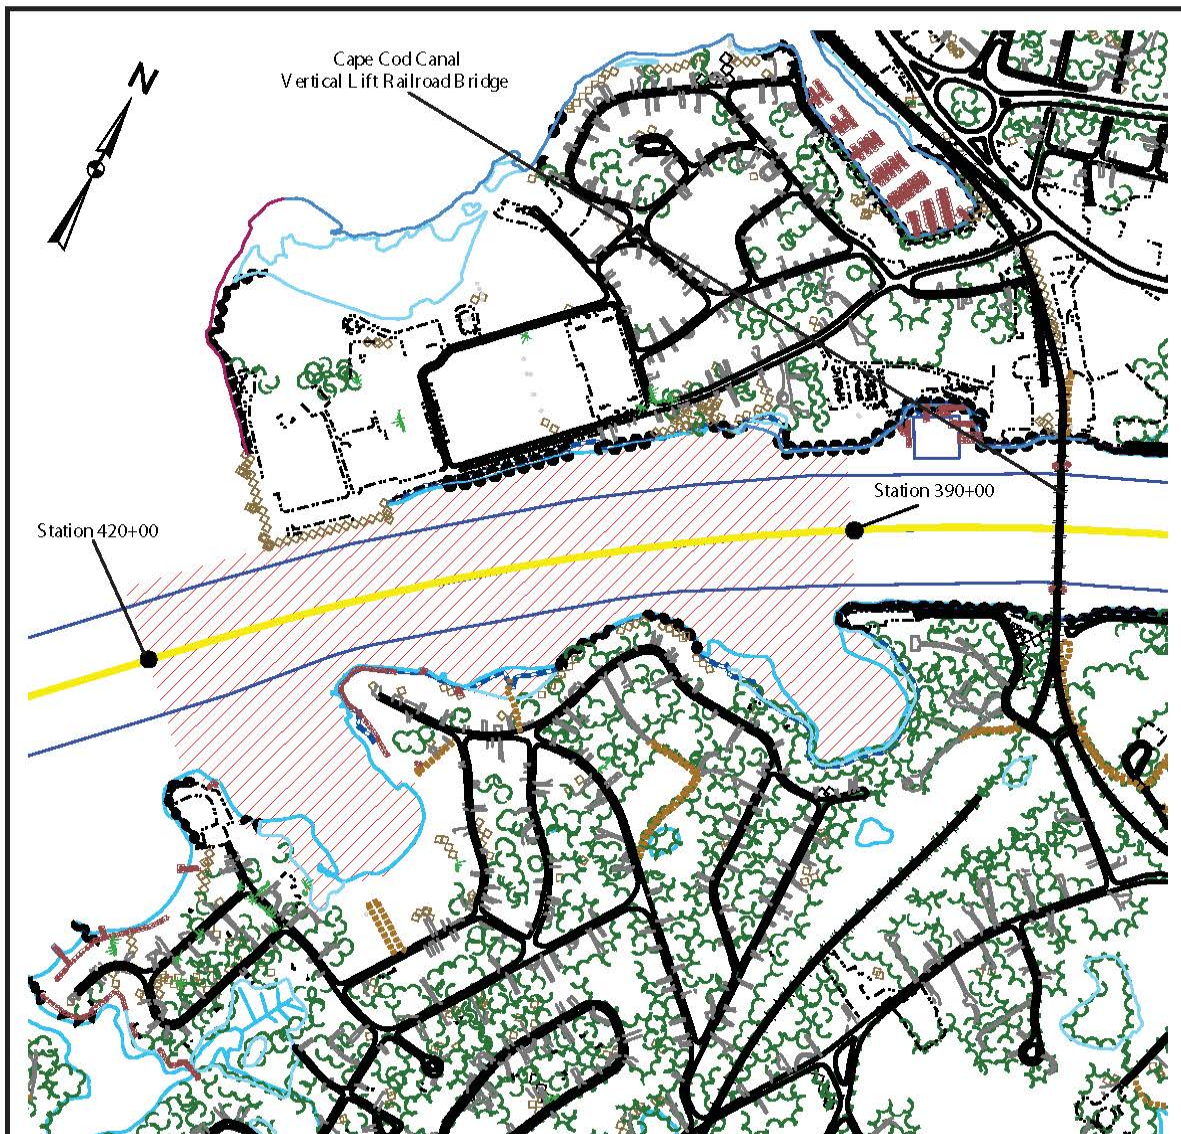 Cape Cod Canal
Vertical Lift Railroad Bridge
N
Station 390+00
Station 420+00